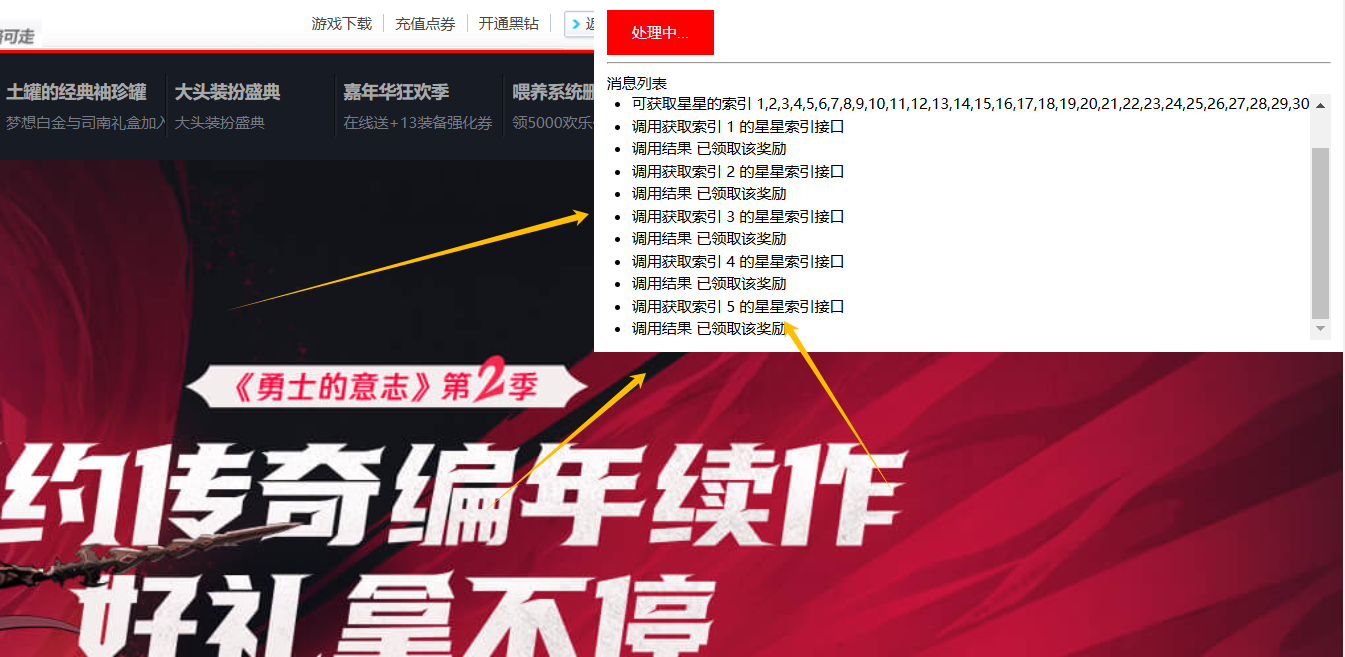 游戏下载 充值点券 开通黑钻
可走
土罐的经典袖珍罐 大头装扮盛典 嘉年华狂欢季 喂养系统
梦想白金与司南礼盒加入 大头装扮盛典 在线送+13装备强化券 领5000欢乐
处理中...
消息列表
可获取星星的索引 1,2,3,4,5,6,7,8,9,10,11,12,13,14,15,16,17,18,19,20,21,22,23,24,25,26,27,28,29,30
调用获取索引 1 的星星索引接口
调用结果 已领取该奖励
调用获取索引 2 的星星索引接口
调用结果 已领取该奖励
调用获取索引 3 的星星索引接口
调用结果 已领取该奖励
调用获取索引 4 的星星索引接口
调用结果 已领取该奖励
调用获取索引 5 的星星索引接口
调用结果 已领取该奖励
《勇士的意志》第2季
约传奇编年续作
好礼拿不停